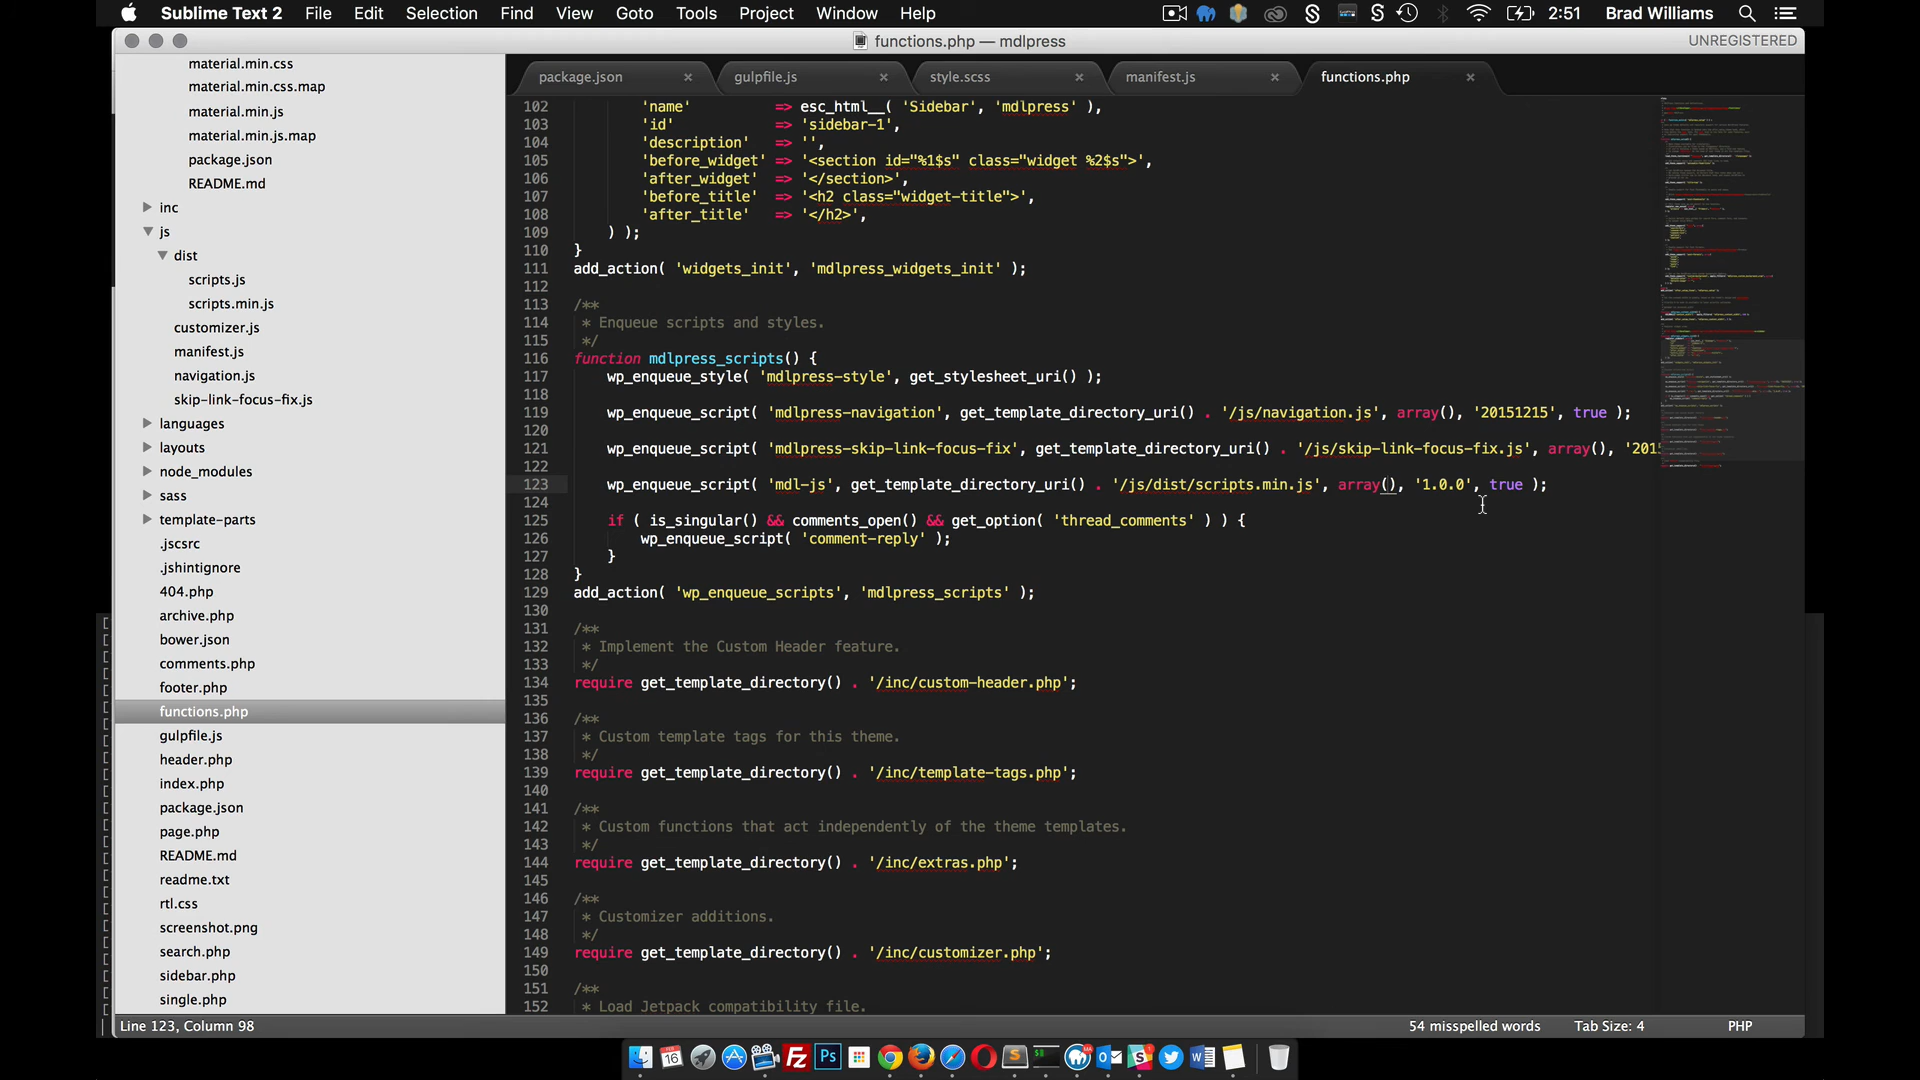 Sublime Text 2 File Edit Selection Find View Goto Tools Project Window Help 2:51 Brad Williams
functions.php — mdlpress UNREGISTERED
package.json gulpfile.js style.scss manifest.js functions.php
material.min.css
material.min.css.map
material.min.js
material.min.js.map
package.json
README.md
inc
js
dist
scripts.js
scripts.min.js
customizer.js
manifest.js
navigation.js
skip-link-focus-fix.js
languages
layouts
node_modules
sass
template-parts
.jscsrc
.jshintignore
404.php
archive.php
bower.json
comments.php
footer.php
functions.php
gulpfile.js
header.php
index.php
package.json
page.php
README.md
readme.txt
rtl.css
screenshot.png
search.php
sidebar.php
single.php
102 'name' => esc_html__( 'Sidebar', 'mdlpress' ),
103 'id' => 'sidebar-1',
104 'description' => '',
105 'before_widget' => '<section id="%1$s" class="widget %2$s">',
106 'after_widget' => '</section>',
107 'before_title' => '<h2 class="widget-title">',
108 'after_title' => '</h2>',
109 ) );
110 }
111 add_action( 'widgets_init', 'mdlpress_widgets_init' );
112
113 /**
114 * Enqueue scripts and styles.
115 */
116 function mdlpress_scripts() {
117 wp_enqueue_style( 'mdlpress-style', get_stylesheet_uri() );
118
119 wp_enqueue_script( 'mdlpress-navigation', get_template_directory_uri() . '/js/navigation.js', array(), '20151215', true );
120
121 wp_enqueue_script( 'mdlpress-skip-link-focus-fix', get_template_directory_uri() . '/js/skip-link-focus-fix.js', array(), '201
122
123 wp_enqueue_script( 'mdl-js', get_template_directory_uri() . '/js/dist/scripts.min.js', array(), '1.0.0', true );
124
125 if ( is_singular() && comments_open() && get_option( 'thread_comments' ) ) {
126 wp_enqueue_script( 'comment-reply' );
127 }
128 }
129 add_action( 'wp_enqueue_scripts', 'mdlpress_scripts' );
130
131 /**
132 * Implement the Custom Header feature.
133 */
134 require get_template_directory() . '/inc/custom-header.php';
135
136 /**
137 * Custom template tags for this theme.
138 */
139 require get_template_directory() . '/inc/template-tags.php';
140
141 /**
142 * Custom functions that act independently of the theme templates.
143 */
144 require get_template_directory() . '/inc/extras.php';
145
146 /**
147 * Customizer additions.
148 */
149 require get_template_directory() . '/inc/customizer.php';
150
151 /**
152 * Load Jetpack compatibility file.
Line 123, Column 98 54 misspelled words Tab Size: 4 PHP